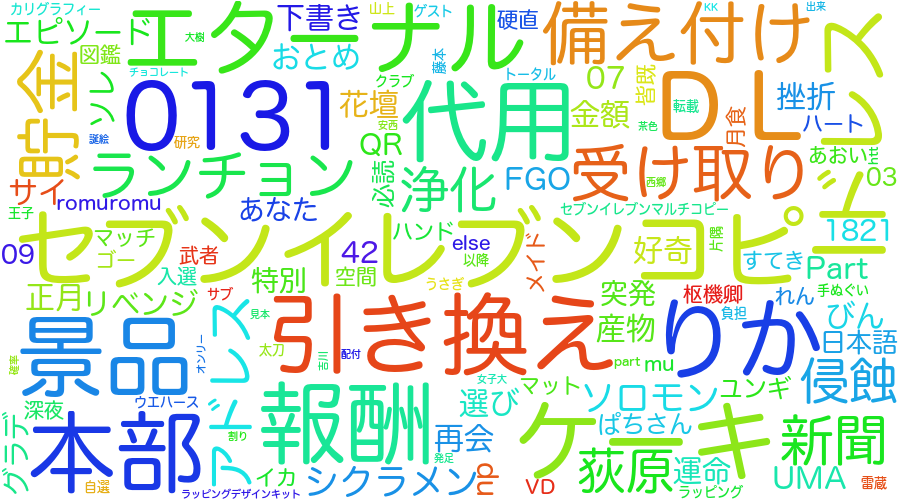 カリグラフィー
山上
ゲスト
KK
出来
エピソード
エターナル
下書き
硬直
備え付け
レス
図鑑
大樹
おとめ
クラブ
藤本
トータル
07
皆既
挫折
貯金
ソレ
チョコレート
0131
花壇
代用
金額
DL
月食
転載
ハート
誕絵
研究
安西
QR
茶色
あおい
ランチョン
必読
浄化
FGO
受け取り
西郷
03
サイ
romuromu
あなた
王子
セブンイレブンマルチコピー
セブンイレブンコピー
1821
09
マッチ
武者
42
ハンド
else
メイド
好奇
片隅
すてき
ゴー
入選
空間
以降
Part
正月
リベンジ
サブ
特別
うさぎ
突発
枢機卿
れん
手ぬぐい
景品
アドレス
見本
引き換え
産物
りか
負担
びん
オンリー
太刀
吉川
配付
part
mu
日本語
確率
深夜
ウエハース
報酬
女子大
マット
ユンギ
侵蝕
グラデ
本部
選び
ソロモン
ケーキ
ぱちさん
新聞
割り
イカ
再会
荻原
運命
自選
シクラメン
np
UMA
発足
VD
ラッピング
雷蔵
ラッピングデザインキット